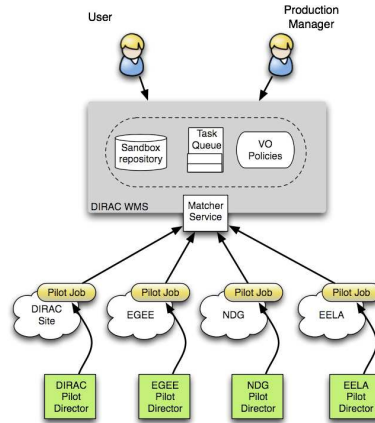 User
Production
Manager
Sandbox
repository
Task
Queue
VO
Policies
DIRAC WMS
Matcher
Service
Pilot Job
Pilot Job
Pilot Job
Pilot Job
DIRAC
Site
EGEE
NDG
EELA
DIRAC
Pilot
Director
EGEE
Pilot
Director
NDG
Pilot
Director
EELA
Pilot
Director